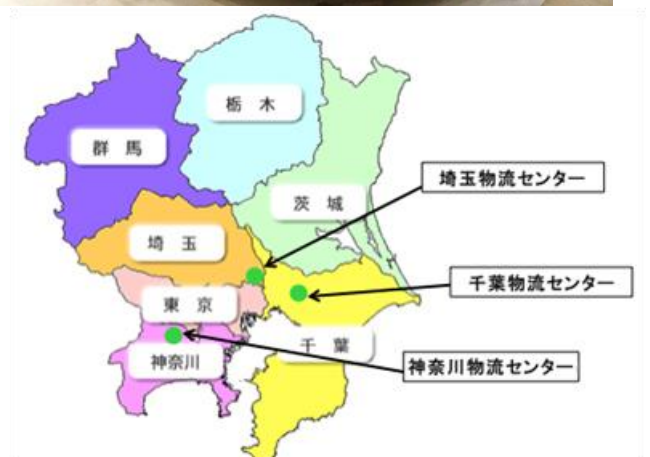 栃 木
群 馬
埼玉物流センター
茨 城
埼 玉
千葉物流センター
東 京
千 葉
神奈川
神奈川物流センター